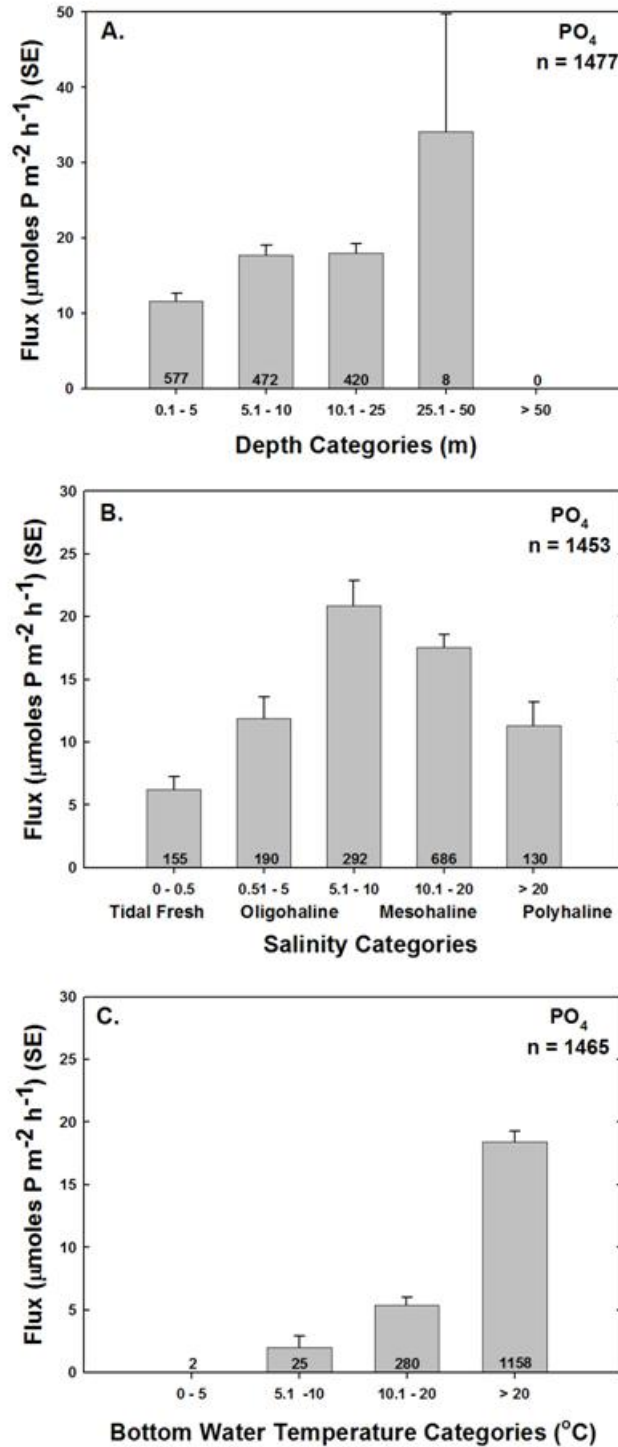 A.
PO4
n = 1477
Flux (μmoles P m-2 h-1) (SE)
50
40
30
20
10
0
577 472 420 8 0
0.1 - 5 5.1 - 10 10.1 - 25 25.1 - 50 > 50
Depth Categories (m)
B.
PO4
n = 1453
Flux (μmoles P m-2 h-1) (SE)
30
25
20
15
10
5
0
155 190 292 686 130
0 - 0.5 0.51 - 5 5.1 - 10 10.1 - 20 > 20
Tidal Fresh Oligohaline Mesohaline Polyhaline
Salinity Categories
C.
PO4
n = 1465
Flux (μmoles P m-2 h-1) (SE)
30
25
20
15
10
5
0
2 25 280 1158
0 - 5 5.1 -10 10.1 - 20 > 20
Bottom Water Temperature Categories (oC)